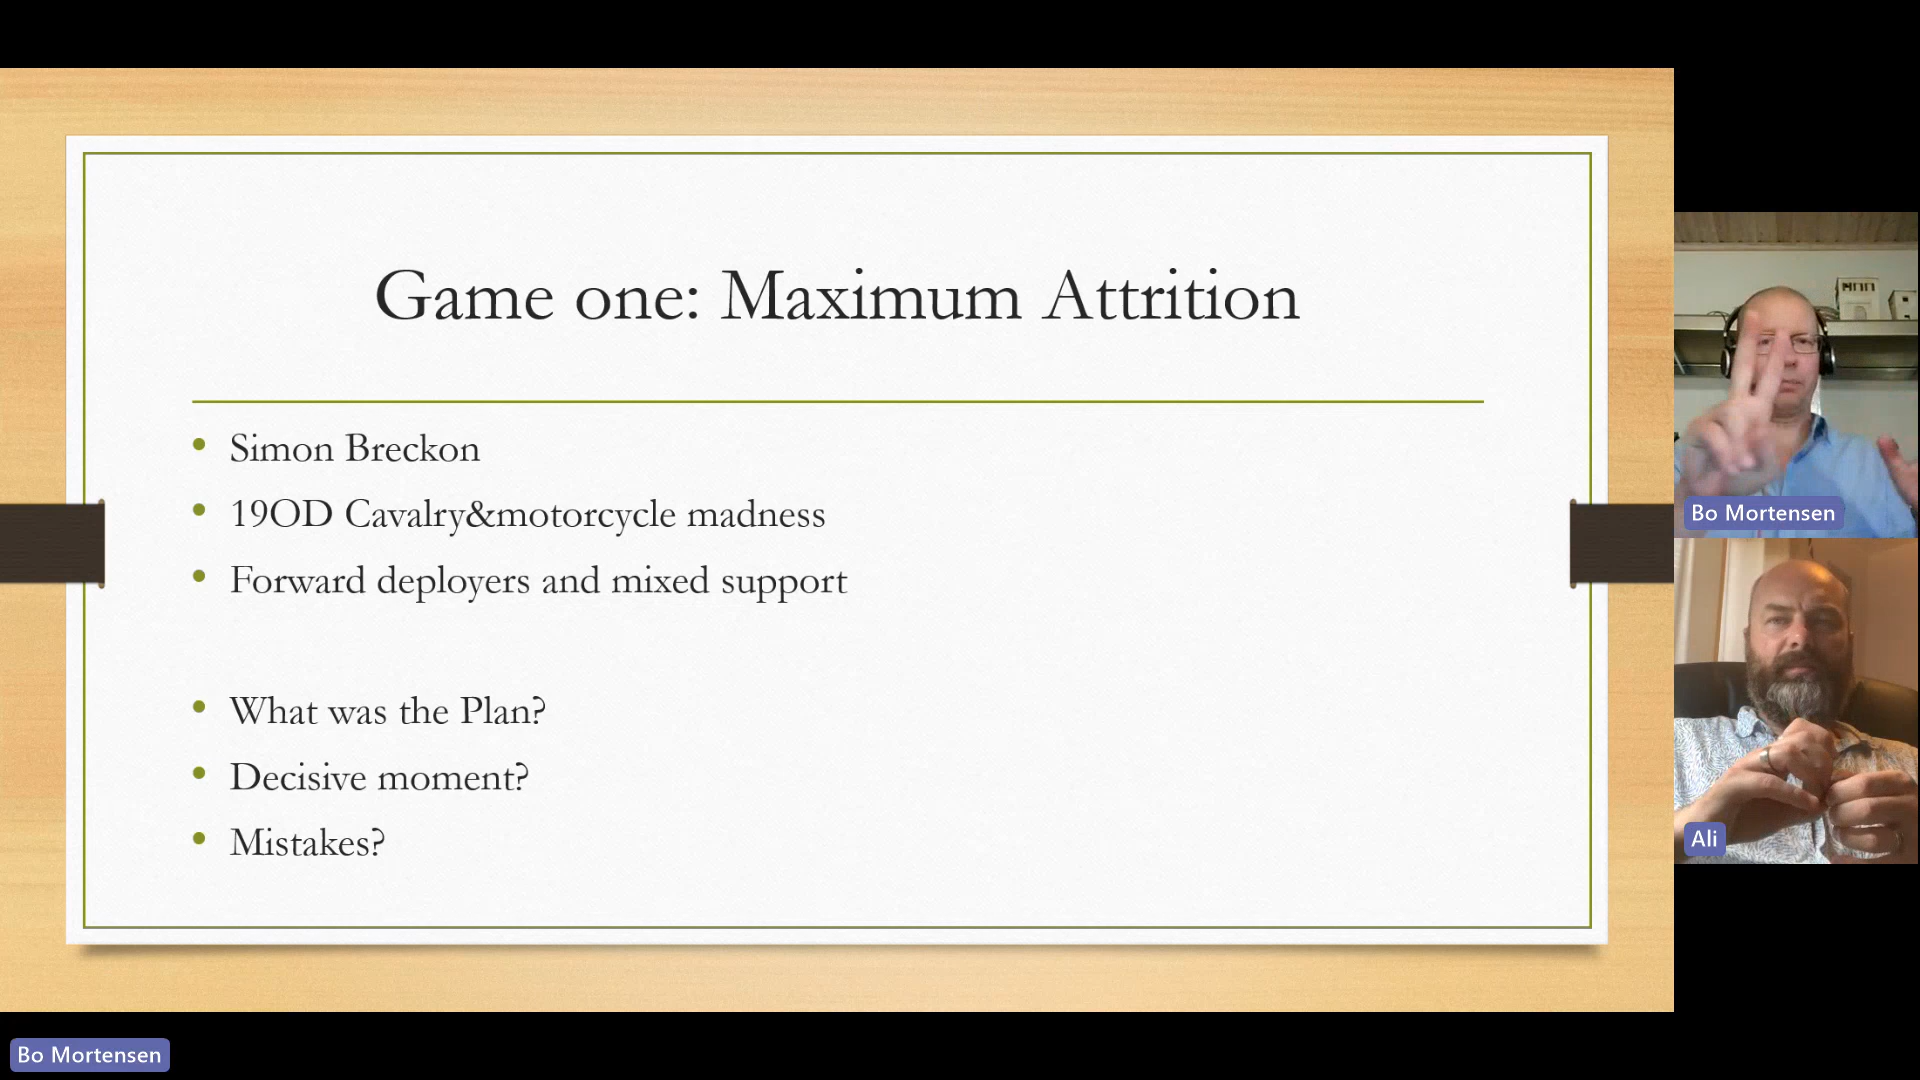 Game one: Maximum Attrition
Simon Breckon
19OD Cavalry&motorcycle madness
Forward deployers and mixed support
What was the Plan?
Decisive moment?
Mistakes?
Bo Mortensen
Ali
Bo Mortensen